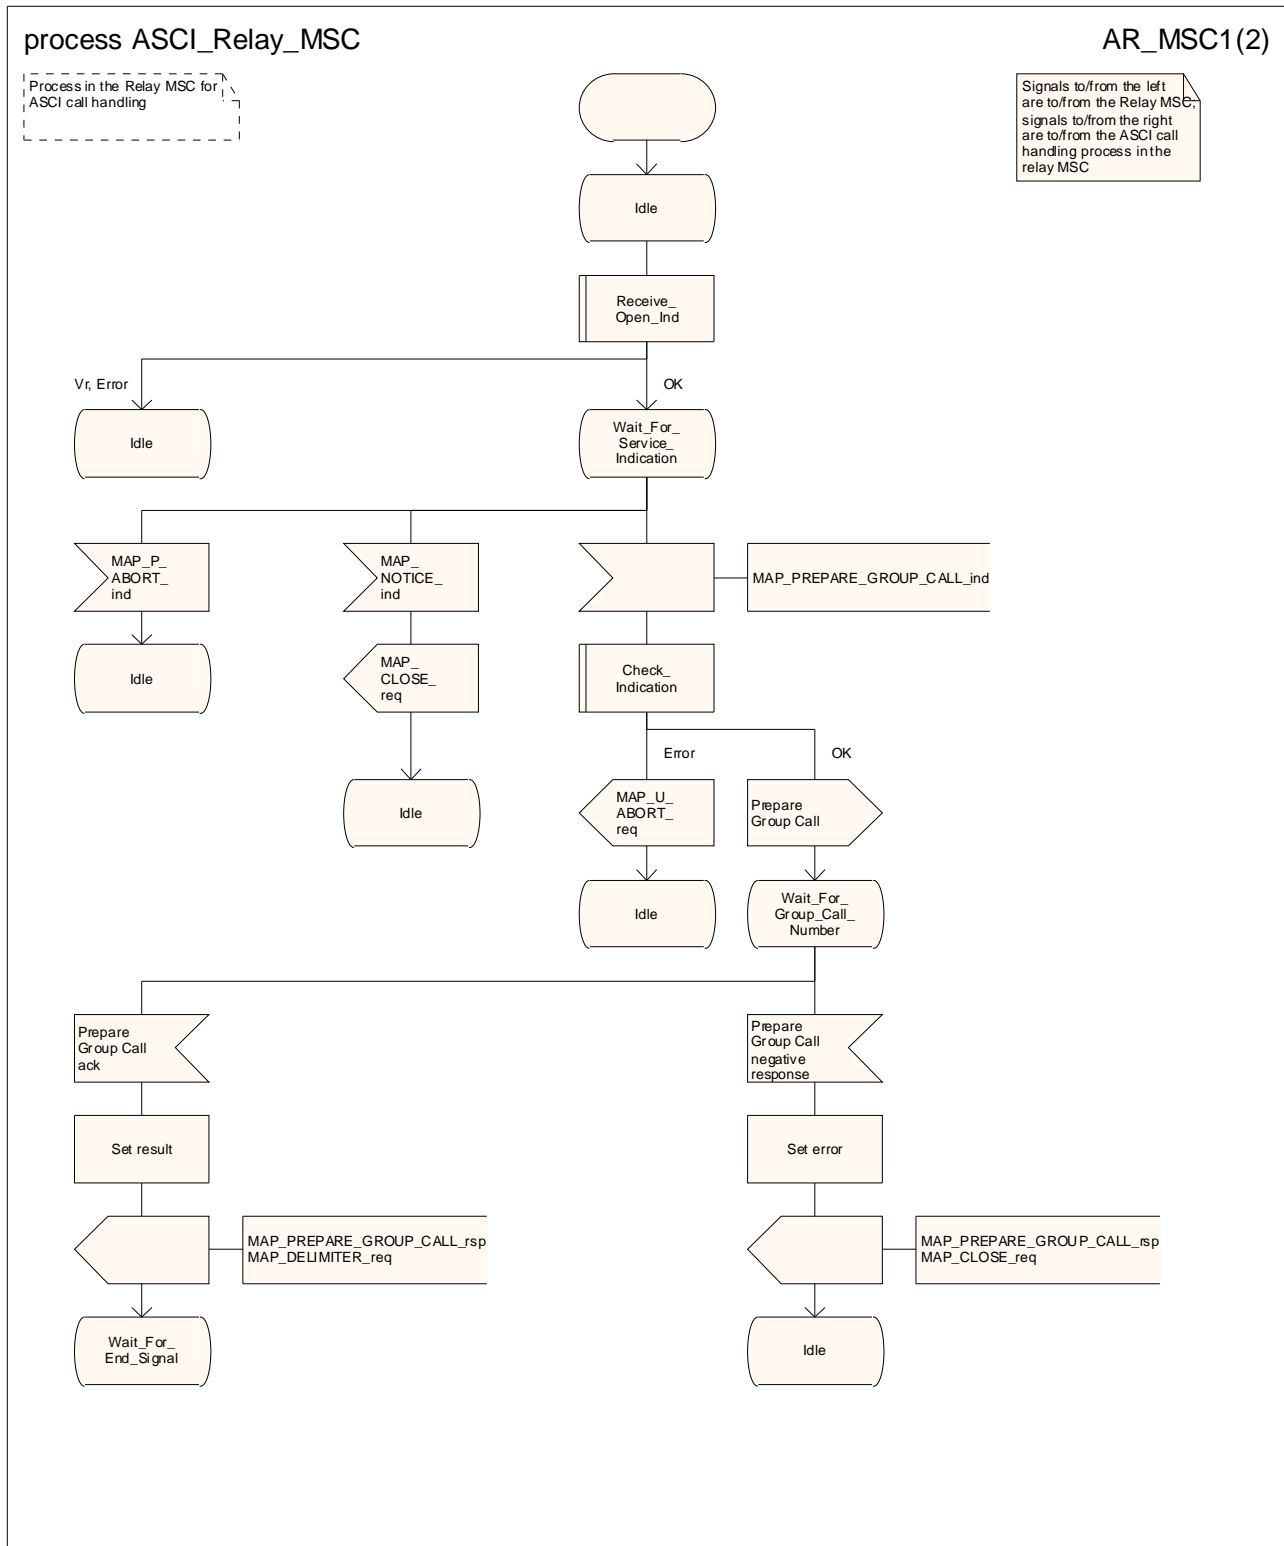 process ASCI_Relay_MSC
AR_MSC1(2)
Process in the Relay MSC for
ASCI call handling
Signals to/from the left
are to/from the Relay MSC;
signals to/from the right
are to/from the ASCI call
handling process in the
relay MSC
Idle
Receive_
Open_Ind
Vr, Error
OK
Idle
Wait_For_
Service_
Indication
MAP_P_
ABORT_
ind
MAP_
NOTICE_
ind
MAP_PREPARE_GROUP_CALL_ind
Idle
MAP_
CLOSE_
req
Check_
Indication
Error
OK
Idle
MAP_U_
ABORT_
req
Prepare
Group Call
Idle
Wait_For_
Group_Call_
Number
Prepare
Group Call
ack
Prepare
Group Call
negative
response
Set result
Set error
MAP_PREPARE_GROUP_CALL_rsp
MAP_DELIMITER_req
MAP_PREPARE_GROUP_CALL_rsp
MAP_CLOSE_req
Wait_For_
End_Signal
Idle